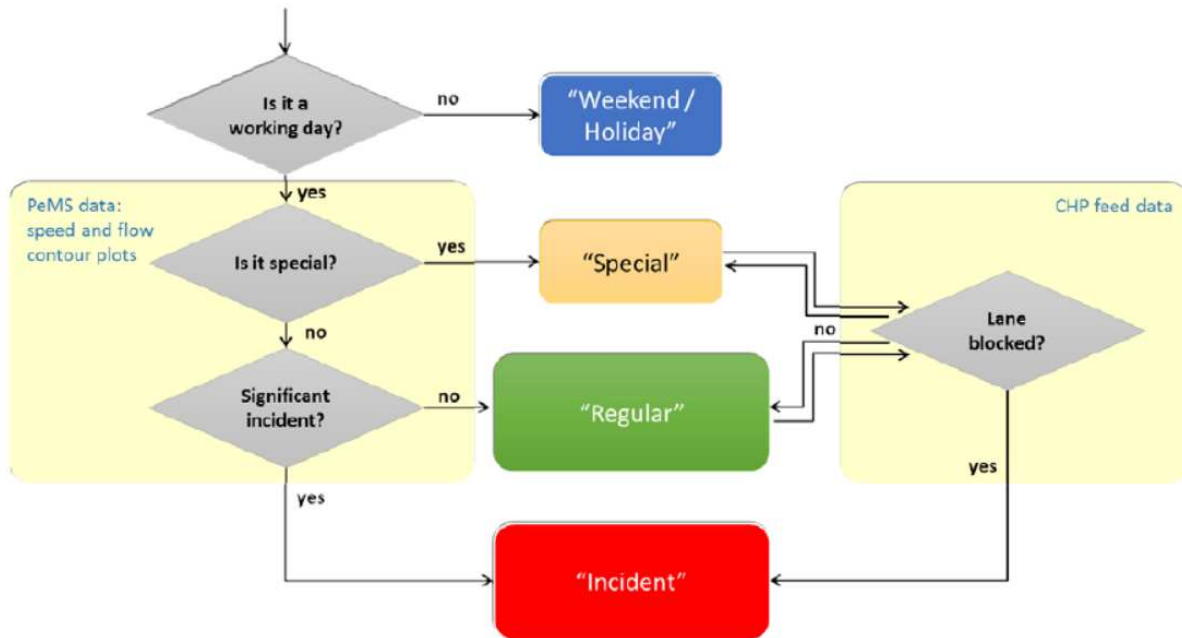 Is it a
working day?
no
“Weekend /
Holiday”
yes
PeMS data:
speed and flow
contour plots
CHP feed data
Is it special?
yes
“Special”
no
Lane
blocked?
no
Significant
incident?
no
“Regular”
yes
yes
“Incident”